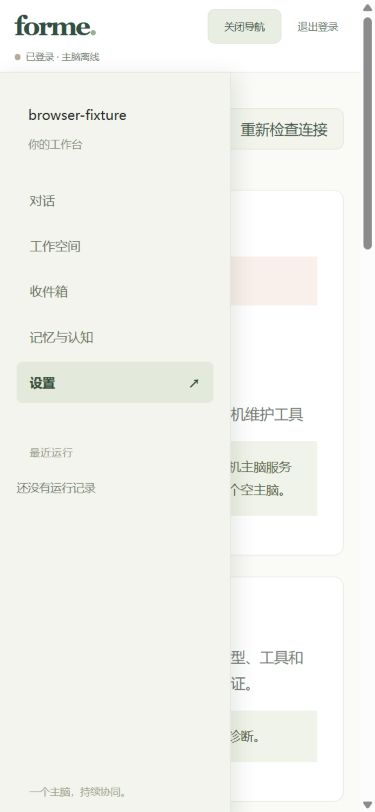 forme.
关闭导航
退出登录
已登录 · 主脑离线
browser-fixture
你的工作台
重新检查连接
对话
工作空间
收件箱
记忆与认知
设置 ↗
机维护工具
最近运行
还没有运行记录
机主脑服务
个空主脑。
型、工具和
证。
诊断。
一个主脑，持续协同。